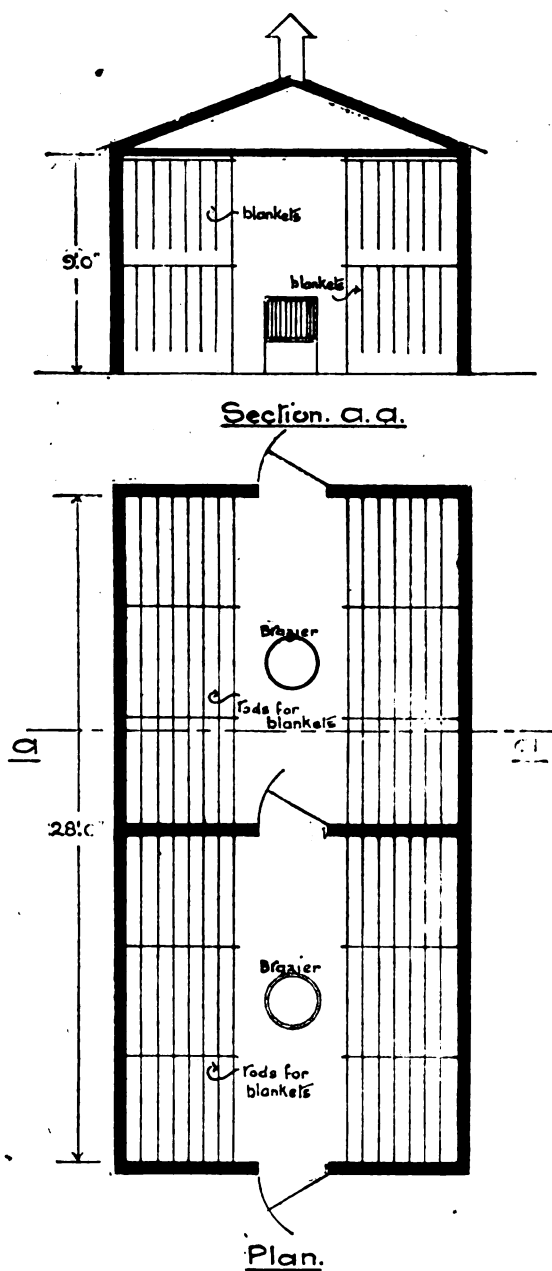 blankets
blankets
9'.0"
Section. a.a.
Brazier
rods for
blankets
a
a
28'.0"
Brazier
rods for
blankets
Plan.